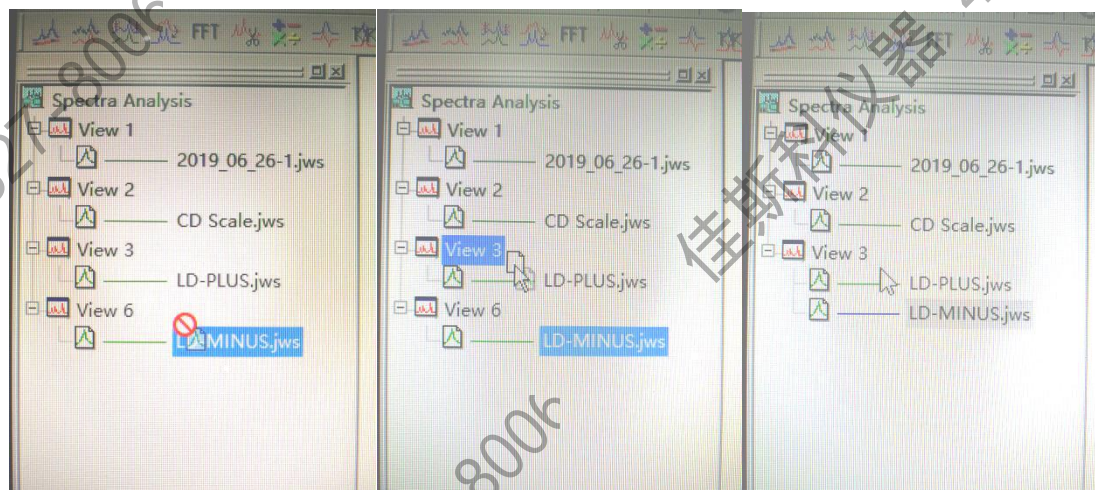 FFT
Spectra Analysis
View 1
2019_06_26-1.jws
View 2
CD Scale.jws
View 3
LD-PLUS.jws
View 6
LD-MINUS.jws
FFT
Spectra Analysis
View 1
2019_06_26-1.jws
View 2
CD Scale.jws
View 3
LD-PLUS.jws
View 6
LD-MINUS.jws
FFT
Spectra Analysis
View 1
2019_06_26-1.jws
View 2
CD Scale.jws
View 3
LD-PLUS.jws
LD-MINUS.jws
027-8006
8006
佳斯科仪器